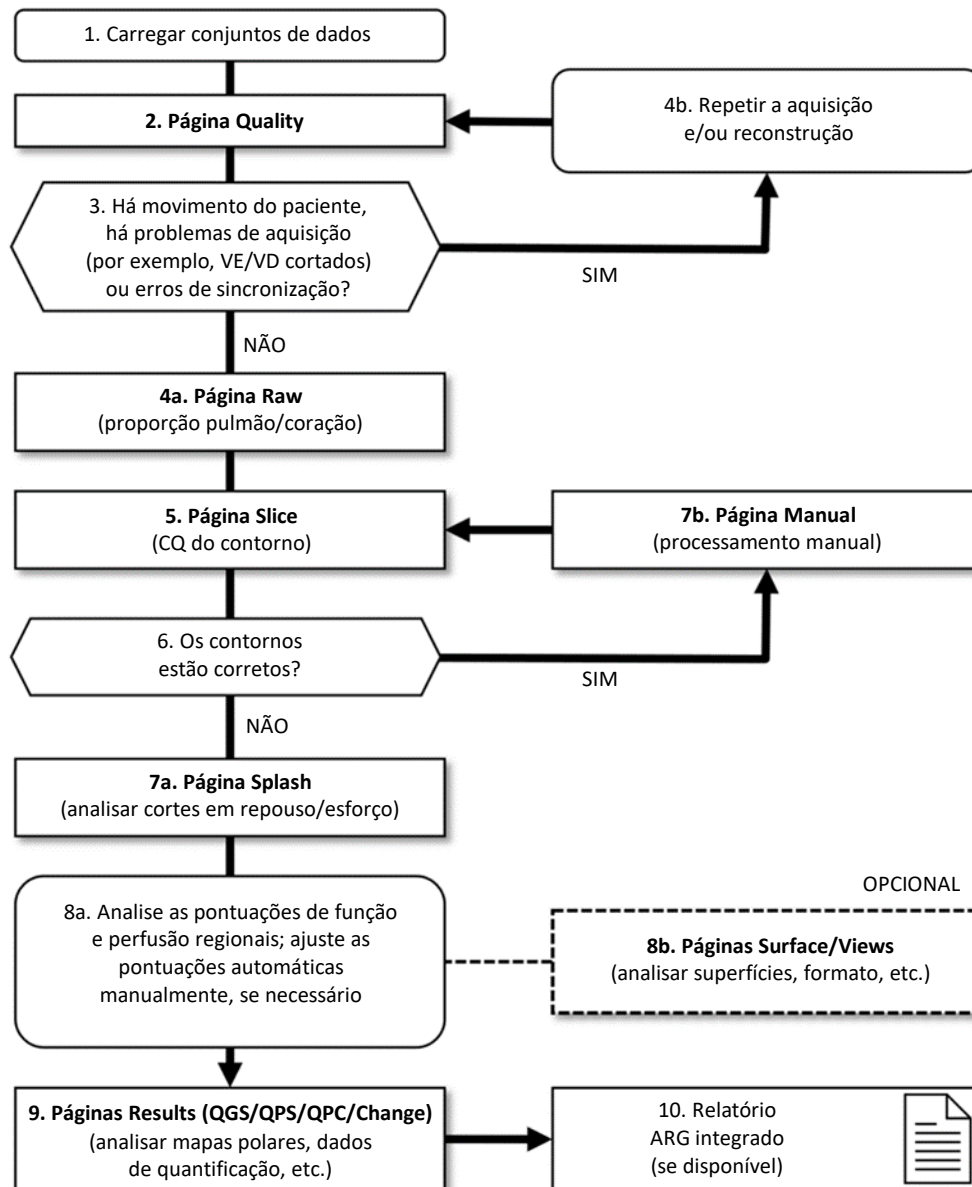 1. Carregar conjuntos de dados
2. Página Quality
4b. Repetir a aquisição
e/ou reconstrução
3. Há movimento do paciente,
há problemas de aquisição
(por exemplo, VE/VD cortados)
ou erros de sincronização?
SIM
NÃO
4a. Página Raw
(proporção pulmão/coração)
5. Página Slice
(CQ do contorno)
7b. Página Manual
(processamento manual)
6. Os contornos
estão corretos?
SIM
NÃO
7a. Página Splash
(analisar cortes em repouso/esforço)
8a. Analise as pontuações de função
e perfusão regionais; ajuste as
pontuações automáticas
manualmente, se necessário
OPCIONAL
8b. Páginas Surface/Views
(analisar superfícies, formato, etc.)
9. Páginas Results (QGS/QPS/QPC/Change)
(analisar mapas polares, dados
de quantificação, etc.)
10. Relatório
ARG integrado
(se disponível)